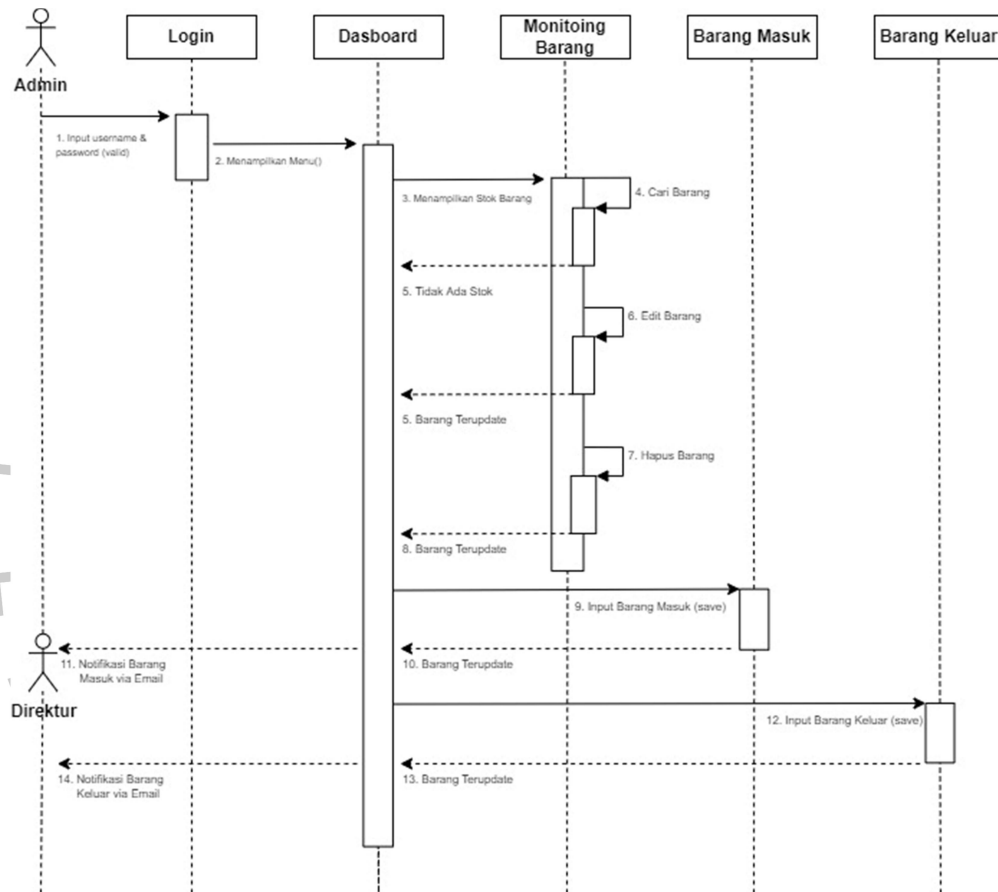 Login
Dasboard
Monitoing
Barang
Barang Masuk
Barang Keluar
Admin
1. Input username &
password (valid)
2. Menampilkan Menu()
3. Menampilkan Stok Barang
4. Cari Barang
5. Tidak Ada Stok
6. Edit Barang
5. Barang Terupdate
7. Hapus Barang
8. Barang Terupdate
9. Input Barang Masuk (save)
10. Barang Terupdate
11. Notifikasi Barang
Masuk via Email
Direktur
12. Input Barang Keluar (save)
13. Barang Terupdate
14. Notifikasi Barang
Keluar via Email